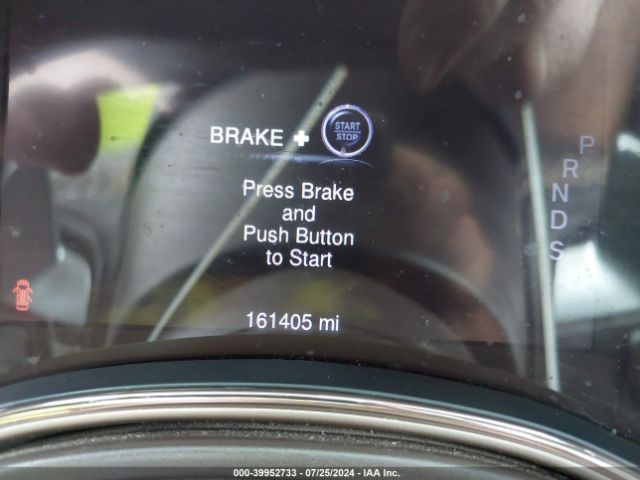 BRAKE + START STOP
Press Brake
and
Push Button
to Start
161405 mi
P
R
N
D
S
000-39952733 - 07/25/2024 - IAA Inc.